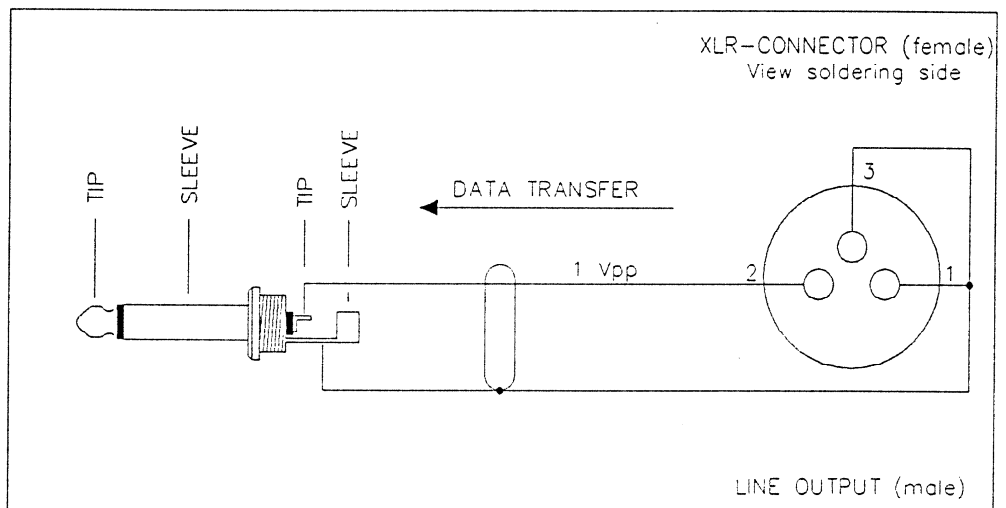 XLR-CONNECTOR (female)
View soldering side
TIP
SLEEVE
TIP
SLEEVE
DATA TRANSFER
3
1 Vpp
2
1
LINE OUTPUT (male)